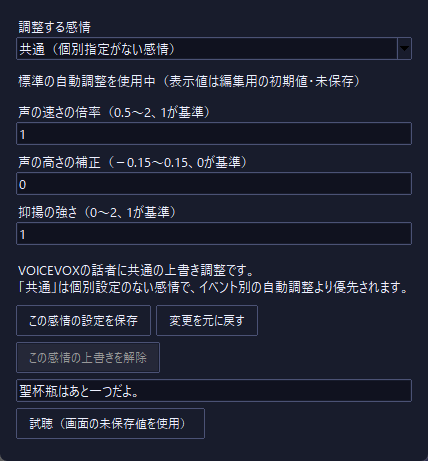 調整する感情
共通（個別指定がない感情）
標準の自動調整を使用中（表示値は編集用の初期値・未保存）
声の速さの倍率（0.5～2、1が基準）
1
声の高さの補正（－0.15～0.15、0が基準）
0
抑揚の強さ（0～2、1が基準）
1
VOICEVOXの話者に共通の上書き調整です。
「共通」は個別設定のない感情で、イベント別の自動調整より優先されます。
この感情の設定を保存 変更を元に戻す
この感情の上書きを解除
聖杯瓶はあと一つだよ。
試聴（画面の未保存値を使用）